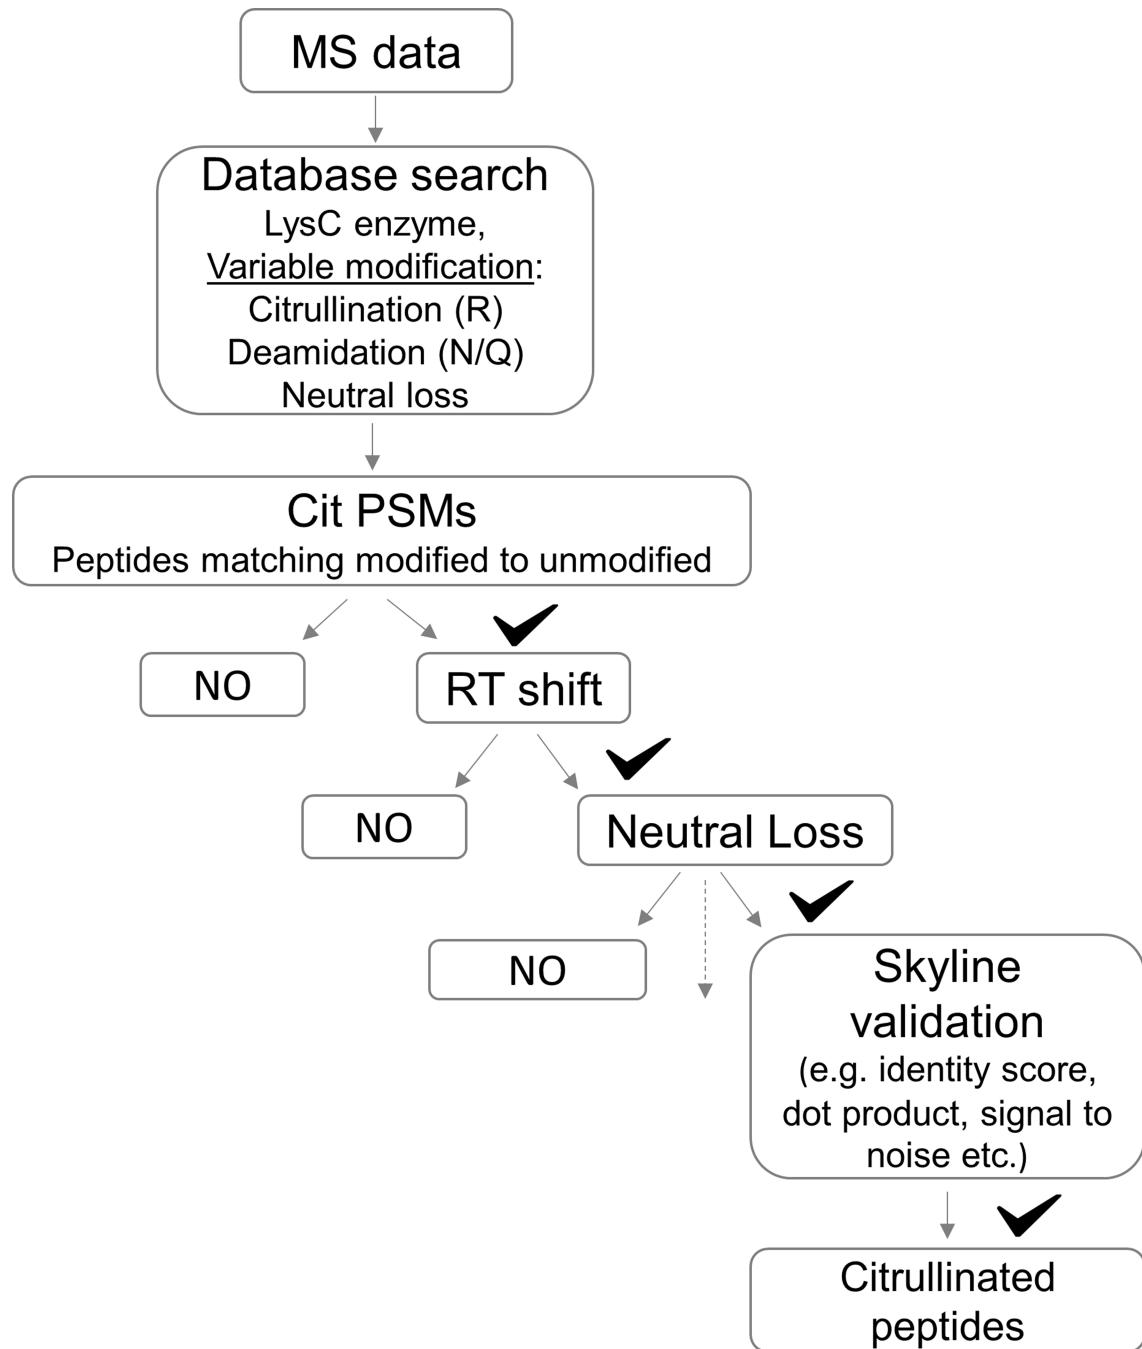 MS data
Database search
LysC enzyme,
Variable modification:
Citrullination (R)
Deamidation (N/Q)
Neutral loss
Cit PSMs
Peptides matching modified to unmodified
NO
RT shift
NO
Neutral Loss
NO
Skyline
validation
(e.g. identity score,
dot product, signal to
noise etc.)
Citrullinated
peptides